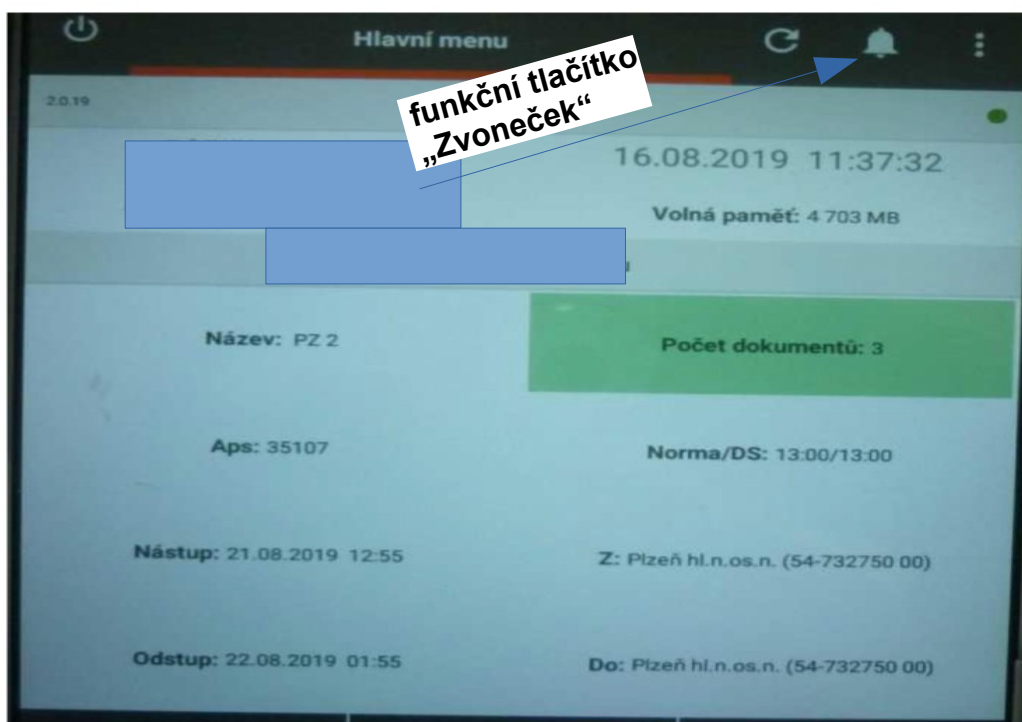 Hlavní menu
funkční tlačítko
„Zvoneček“
2.0.19
16.08.2019 11:37:32
Volná paměť: 4 703 MB
Název: PZ 2
Počet dokumentů: 3
Aps: 35107
Norma/DS: 13:00/13:00
Nástup: 21.08.2019 12:55
Z: Plzeň hl.n.os.n. (54-732750 00)
Odstup: 22.08.2019 01:55
Do: Plzeň hl.n.os.n. (54-732750 00)